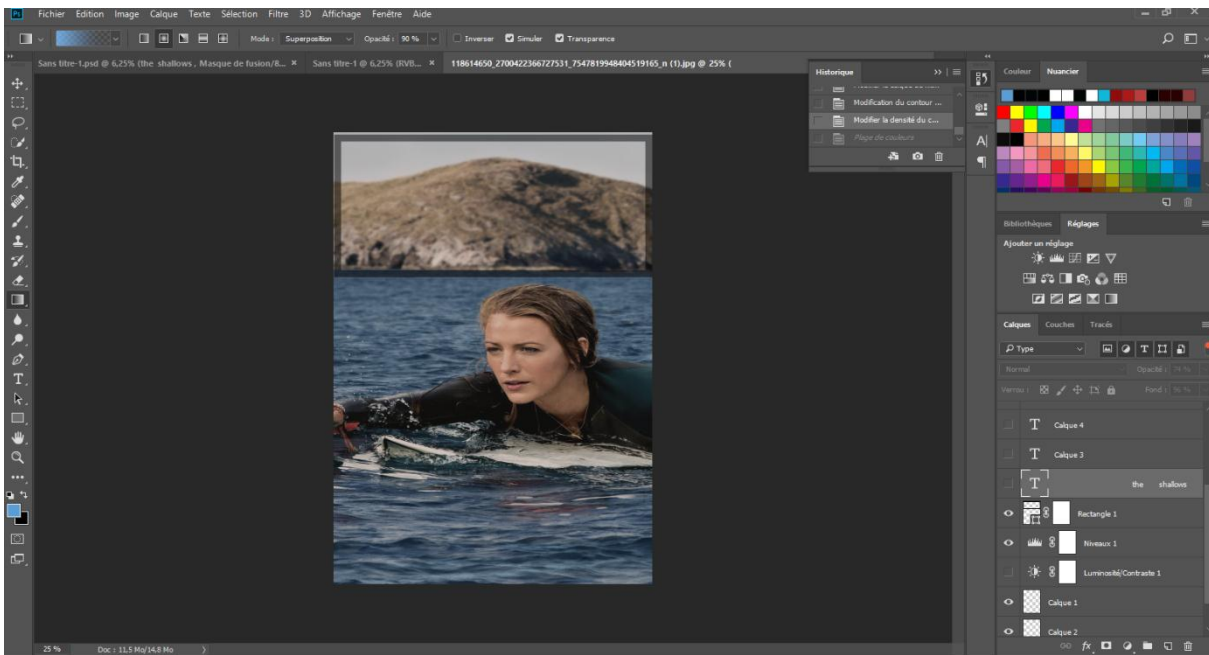 Ps Fichier Edition Image Calque Texte Sélection Filtre 3D Affichage Fenêtre Aide
Mode : Superposition Opacité : 90 % Inverser Simuler Transparence
Sans titre-1.psd @ 6,25% (the shallows , Masque de fusion/8... × Sans titre-1 @ 6,25% (RVB... × 118614650_2700422366727531_7547819948404519165_n (1).jpg @ 25% (
Historique
Modification du contour ...
Modifier la densité du c...
Plage de couleurs
Couleur Nuancier
Bibliothèques Réglages
Ajouter un réglage
Calques Couches Tracés
Type
Normal Opacité :
Verrou : Fond :
T Calque 4
T Calque 3
T the shallows
Rectangle 1
Niveaux 1
Luminosité/Contraste 1
Calque 1
Calque 2
25 % Doc : 11,5 Mo/14,8 Mo